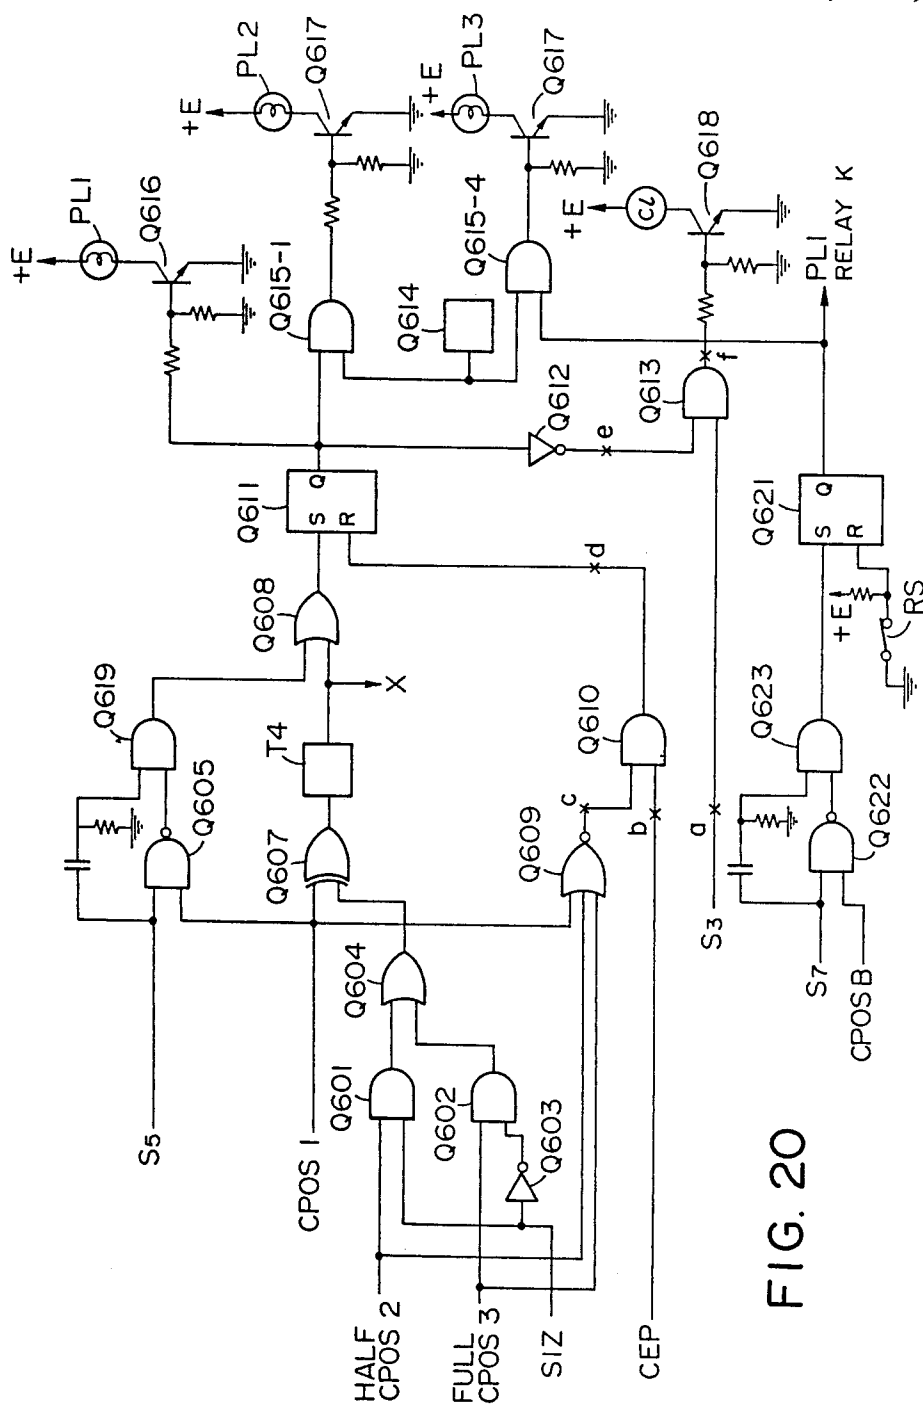 +E
PL1
Q616
+E
PL2
Q617
+E
PL3
Q617
+E
CL
Q618
Q615-1
Q614
Q615-4
Q612
e
Q613
f
PL1
RELAY K
Q611
S
R
Q
Q608
d
Q619
T4
X
Q610
Q605
Q607
Q609
c
b
a
Q604
Q601
Q602
Q603
S5
CPOS 1
HALF
CPOS 2
FULL
CPOS 3
SIZ
CEP
S3
S7
CPOS B
Q622
Q623
Q621
S
R
Q
+E
RS
FIG. 20